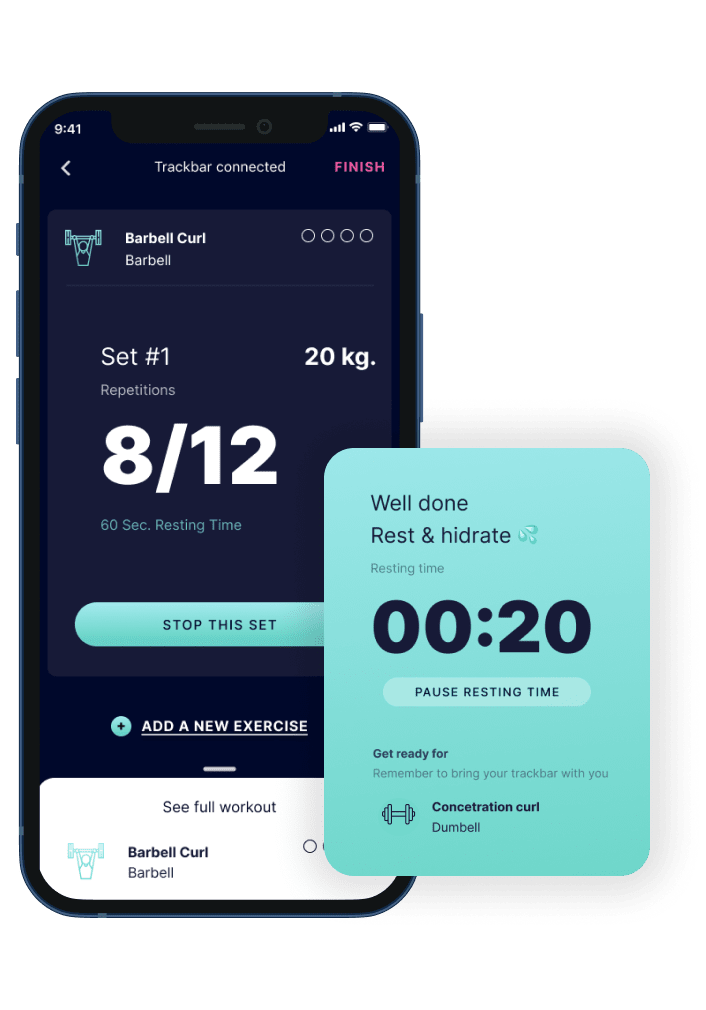 9:41
Trackbar connected
FINISH
Barbell Curl
Barbell
Set #1
20 kg.
Repetitions
8/12
60 Sec. Resting Time
STOP THIS SET
ADD A NEW EXERCISE
See full workout
Barbell Curl
Barbell
Well done
Rest & hidrate 💦
Resting time
00:20
PAUSE RESTING TIME
Get ready for
Remember to bring your trackbar with you
Concetration curl
Dumbell